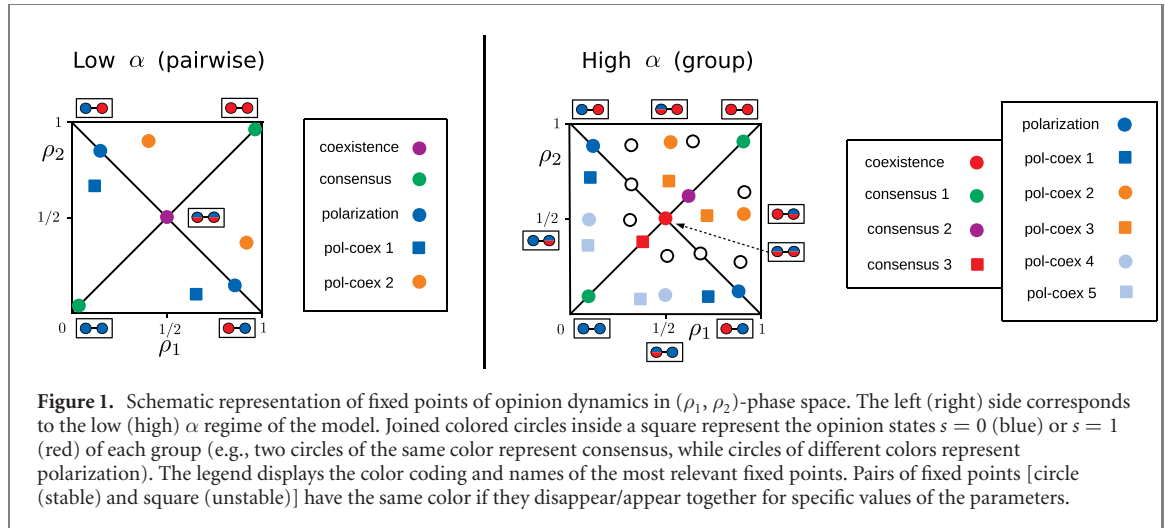 Low α (pairwise)
1
ρ2
1/2
0
1/2
1
ρ1
coexistence
consensus
polarization
pol-coex 1
pol-coex 2
High α (group)
1
ρ2
1/2
0
1/2
ρ1
1
coexistence
consensus 1
consensus 2
consensus 3
polarization
pol-coex 1
pol-coex 2
pol-coex 3
pol-coex 4
pol-coex 5
Figure 1. Schematic representation of fixed points of opinion dynamics in (ρ1, ρ2)-phase space. The left (right) side corresponds
to the low (high) α regime of the model. Joined colored circles inside a square represent the opinion states s = 0 (blue) or s = 1
(red) of each group (e.g., two circles of the same color represent consensus, while circles of different colors represent
polarization). The legend displays the color coding and names of the most relevant fixed points. Pairs of fixed points [circle
(stable) and square (unstable)] have the same color if they disappear/appear together for specific values of the parameters.